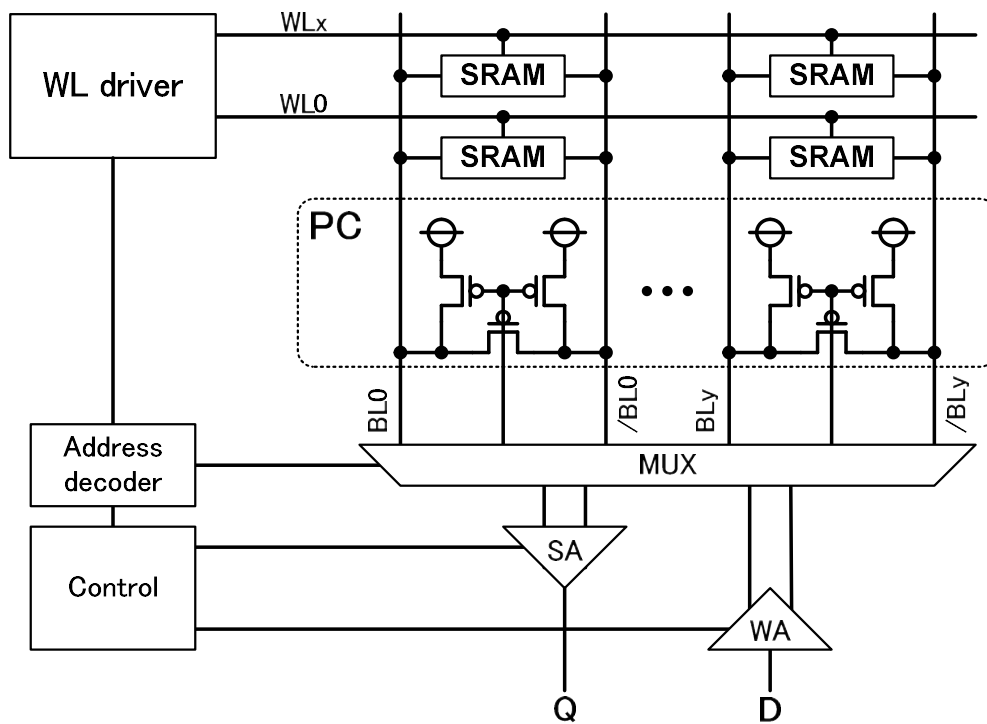 WLx
WL driver
SRAM
SRAM
WL0
SRAM
SRAM
PC
BL0
/BL0
BLy
/BLy
Address
decoder
MUX
Control
SA
WA
Q
D